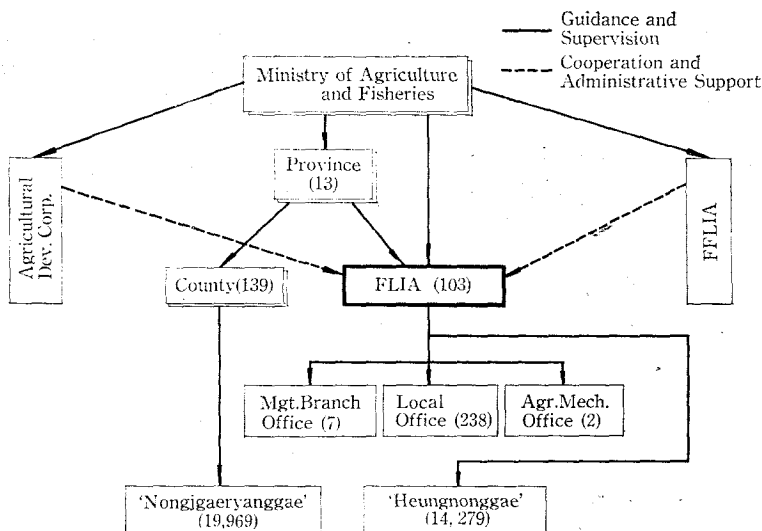 Guidance and
Supervision
Cooperation and
Administrative Support
Ministry of Agriculture
and Fisheries
Province
(13)
Agricultural
Dev. Corp.
FFLIA
County(139)
FLIA (103)
Mgt.Branch
Office (7)
Local
Office (238)
Agr.Mech.
Office (2)
'Nongjgaeryanggae'
(19,969)
'Heungnonggae'
(14, 279)